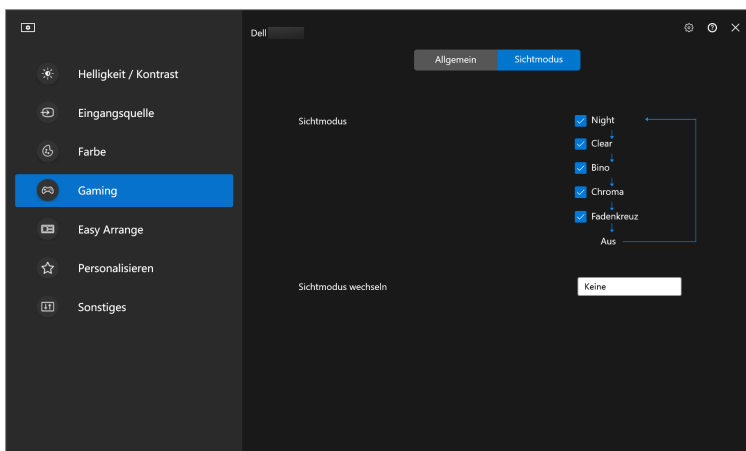 Dell
Allgemein
Sichtmodus
Helligkeit / Kontrast
Eingangsquelle
Farbe
Gaming
Easy Arrange
Personalisieren
Sonstiges
Sichtmodus
Night
Clear
Bino
Chroma
Fadenkreuz
Aus
Sichtmodus wechseln
Keine